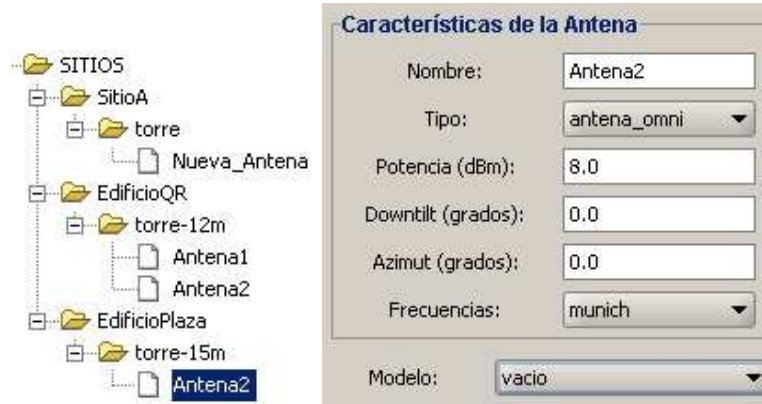 SITIOS
SitioA
torre
Nueva_Antena
EdificioQR
torre-12m
Antena1
Antena2
EdificioPlaza
torre-15m
Antena2
Características de la Antena
Nombre: Antena2
Tipo: antena_omni
Potencia (dBm): 8.0
Downtilt (grados): 0.0
Azimut (grados): 0.0
Frecuencias: munich
Modelo: vacio